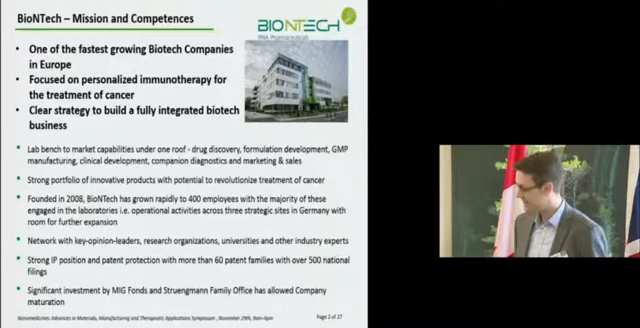 BioNTech – Mission and Competences
BIONTECH
RNA Pharmaceuticals
• One of the fastest growing Biotech Companies
in Europe
• Focused on personalized immunotherapy for
the treatment of cancer
• Clear strategy to build a fully integrated biotech
business
Lab bench to market capabilities under one roof - drug discovery, formulation development, GMP
manufacturing, clinical development, companion diagnostics and marketing & sales
Strong portfolio of innovative products with potential to revolutionize treatment of cancer
Founded in 2008, BioNTech has grown rapidly to 400 employees with the majority of these
engaged in the laboratories i.e. operational activities across three strategic sites in Germany with
room for further expansion
Network with key-opinion-leaders, research organizations, universities and other industry experts
Strong IP position and patent protection with more than 60 patent families with over 500 national
filings
Significant investment by MIG Fonds and Struengmann Family Office has allowed Company
maturation
Nanomedicines: Advances in Materials, Manufacturing and Therapeutic Applications Symposium , November 29th, 9am–6pm
Page 2 of 27